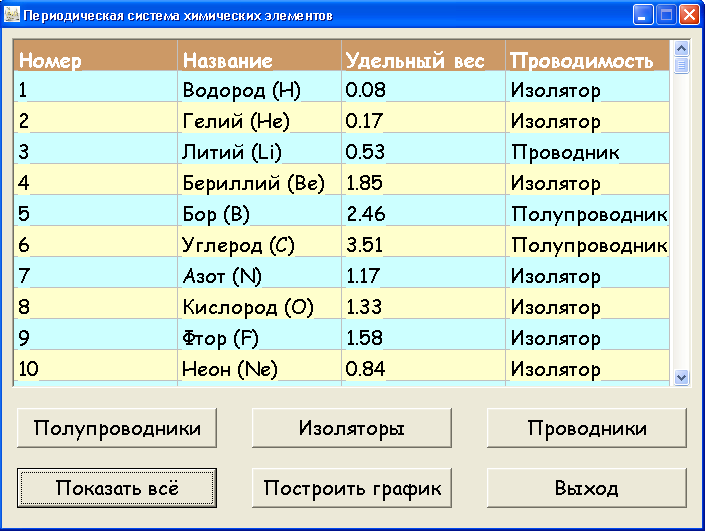 Периодическая система химических элементов
Номер Название Удельный вес Проводимость
1 Водород (H) 0.08 Изолятор
2 Гелий (He) 0.17 Изолятор
3 Литий (Li) 0.53 Проводник
4 Бериллий (Be) 1.85 Изолятор
5 Бор (B) 2.46 Полупроводник
6 Углерод (C) 3.51 Полупроводник
7 Азот (N) 1.17 Изолятор
8 Кислород (O) 1.33 Изолятор
9 Фтор (F) 1.58 Изолятор
10 Неон (Ne) 0.84 Изолятор
Полупроводники Изоляторы Проводники
Показать всё Построить график Выход